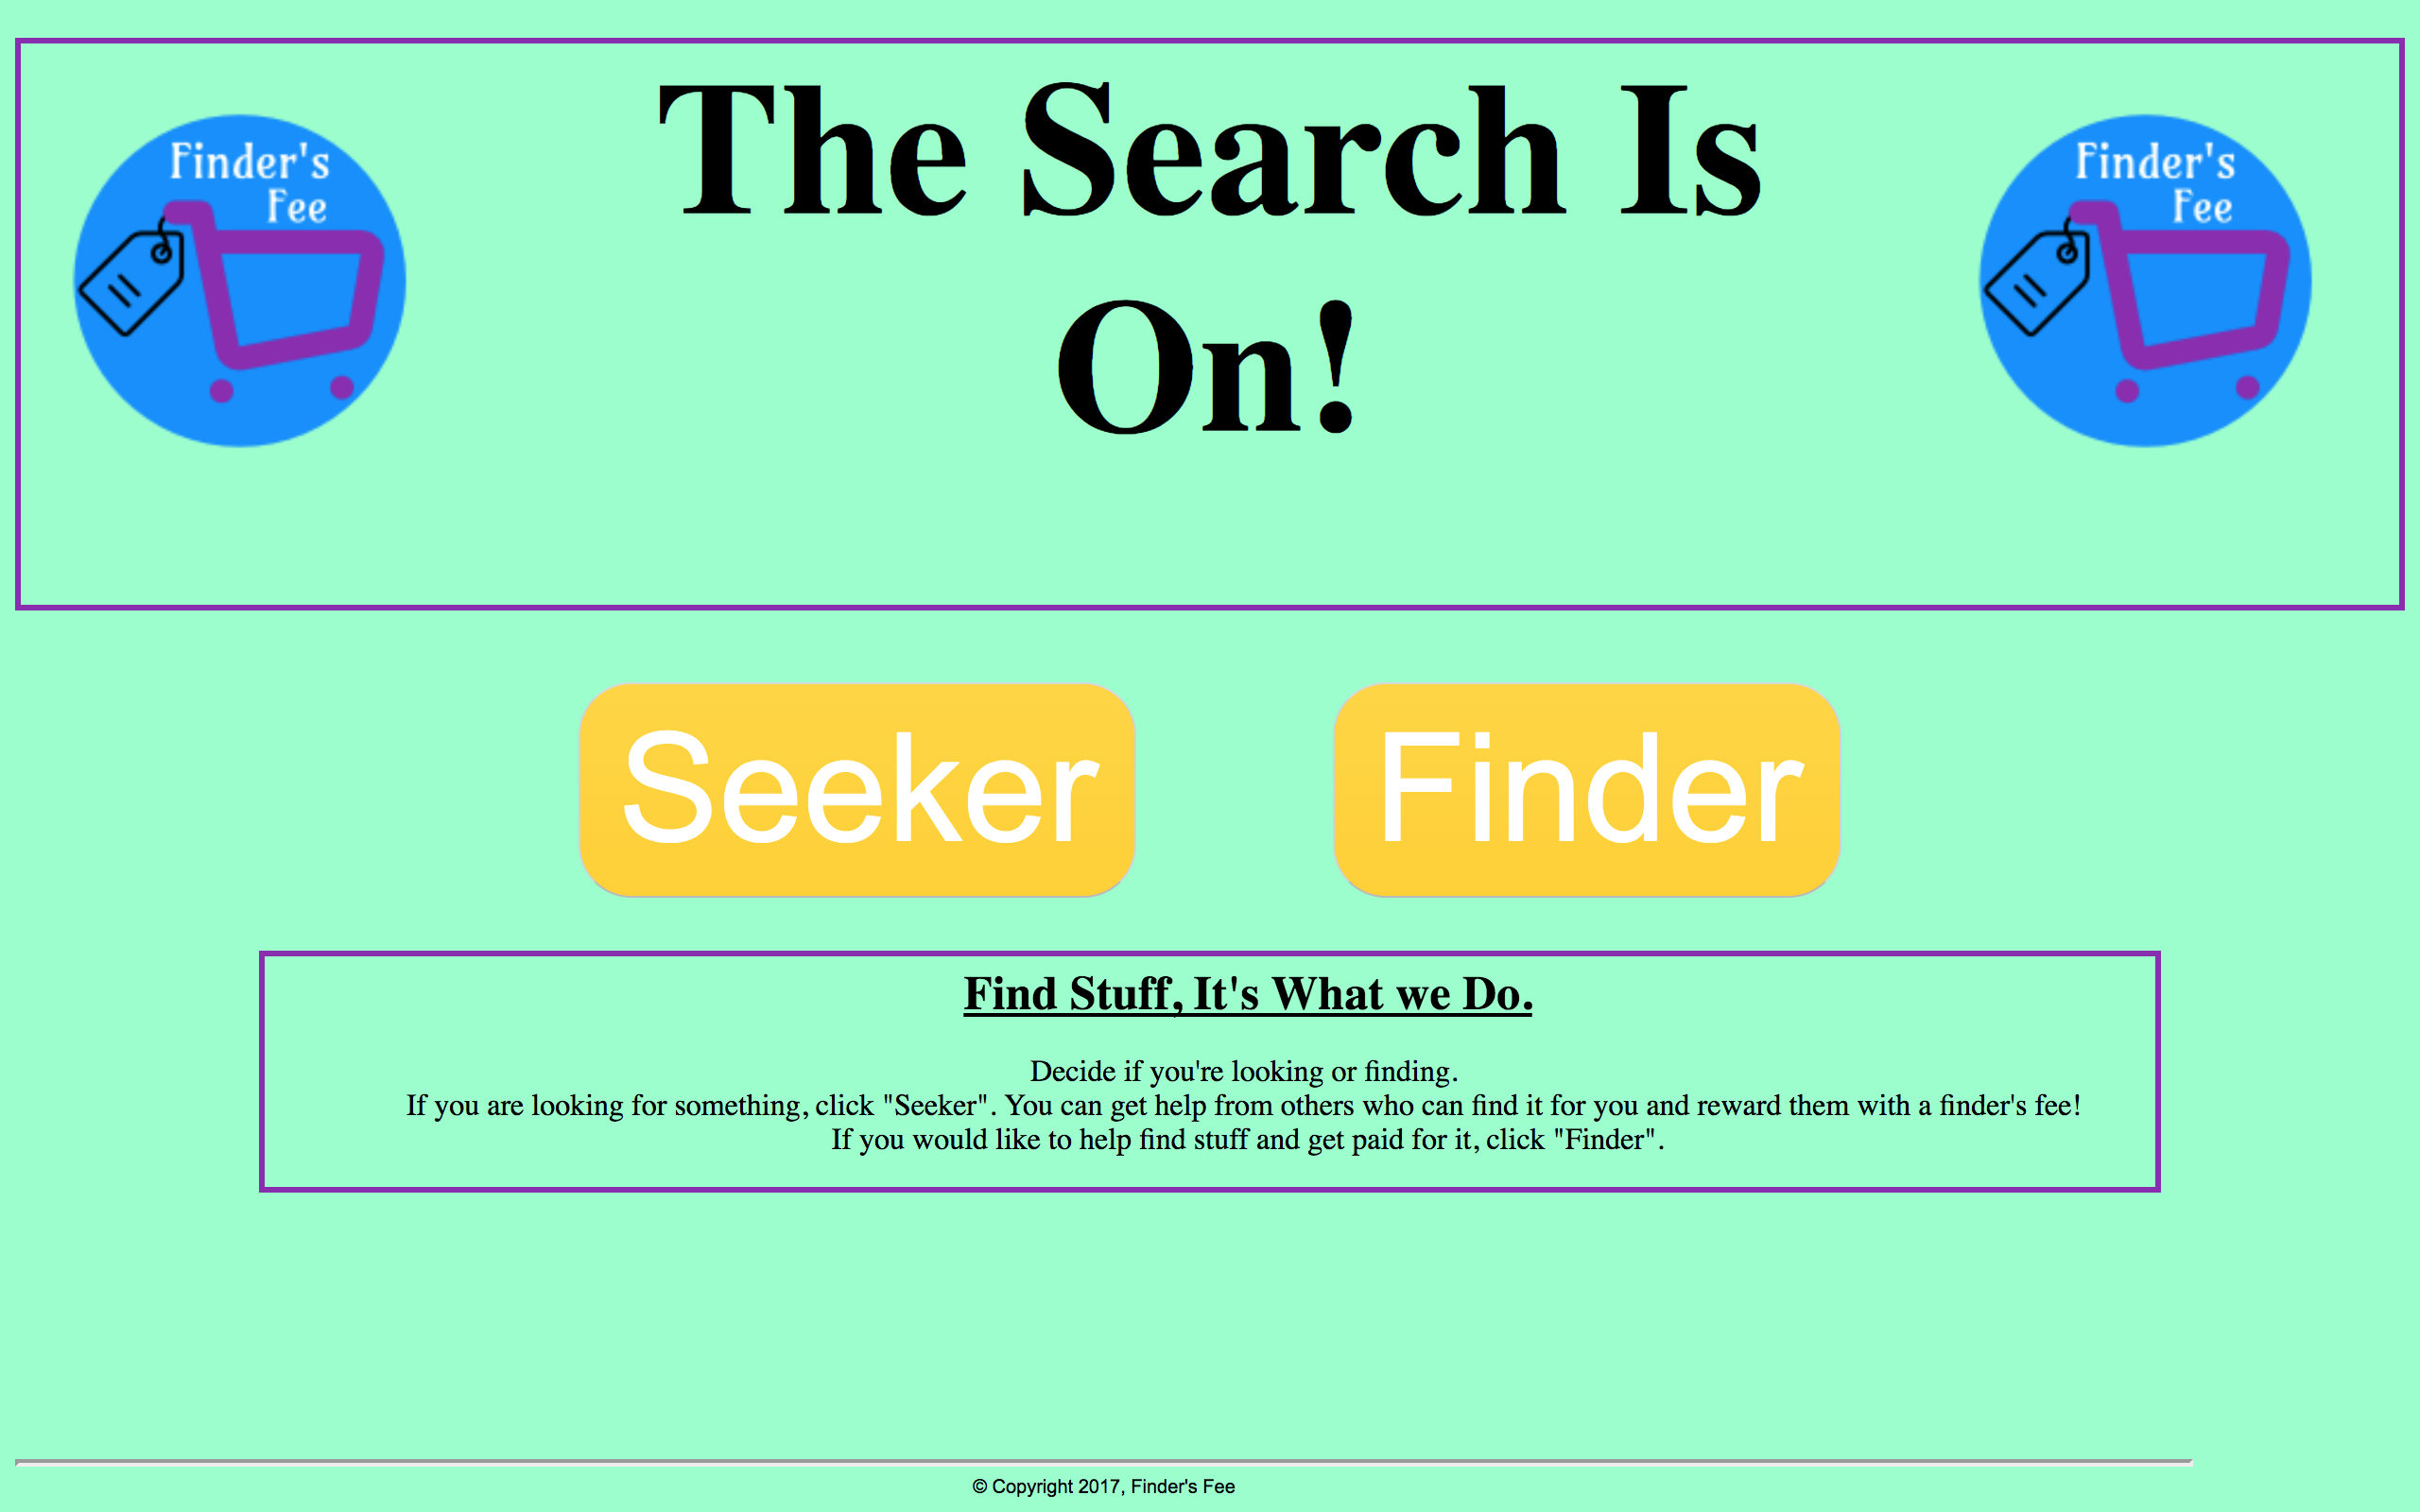 Finder's
Fee
The Search Is
On!
Finder's
Fee
Seeker
Finder
Find Stuff, It's What we Do.
Decide if you're looking or finding.
If you are looking for something, click "Seeker". You can get help from others who can find it for you and reward them with a finder's fee!
If you would like to help find stuff and get paid for it, click "Finder".
© Copyright 2017, Finder's Fee